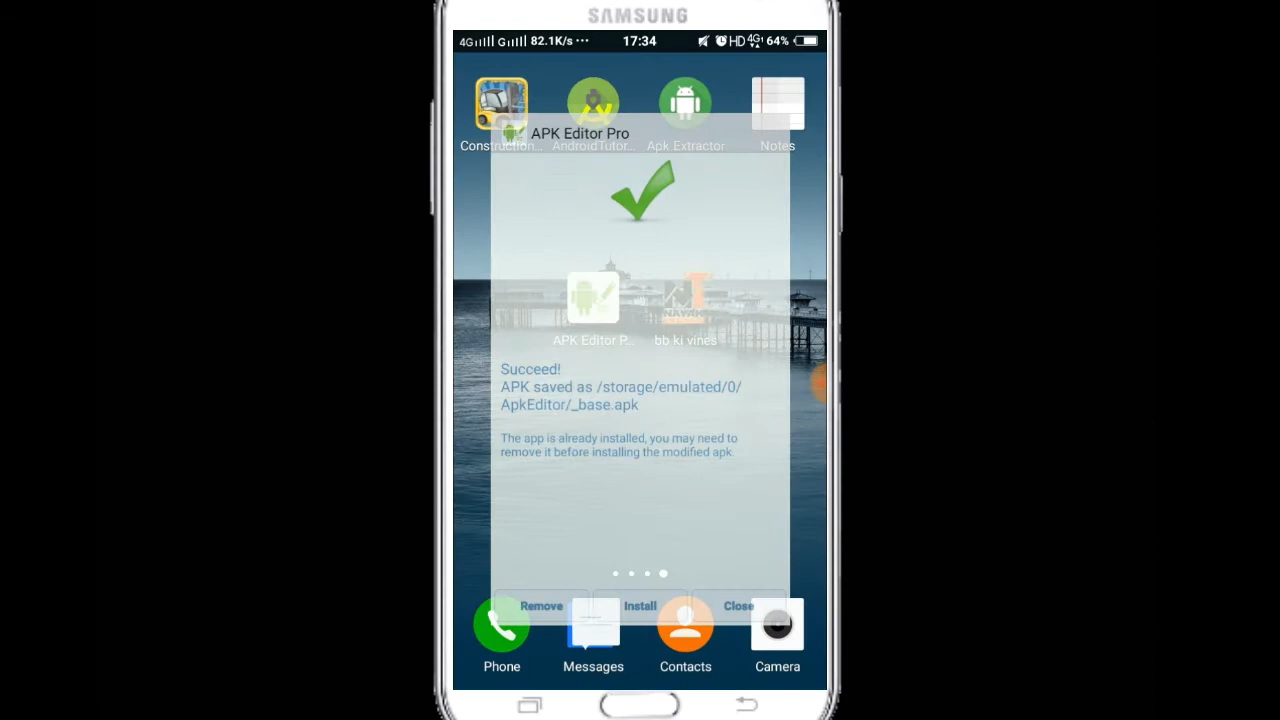 SAMSUNG
4G G 82.1K/s ••• 17:34 HD 4G 64%
Construction... AndroidTutor... Apk Extractor Notes
APK Editor Pro
T
NAYAK
APK Editor P... bb ki vines
Succeed!
APK saved as /storage/emulated/0/
ApkEditor/_base.apk
The app is already installed, you may need to
remove it before installing the modified apk.
Remove Install Close
Phone Messages Contacts Camera